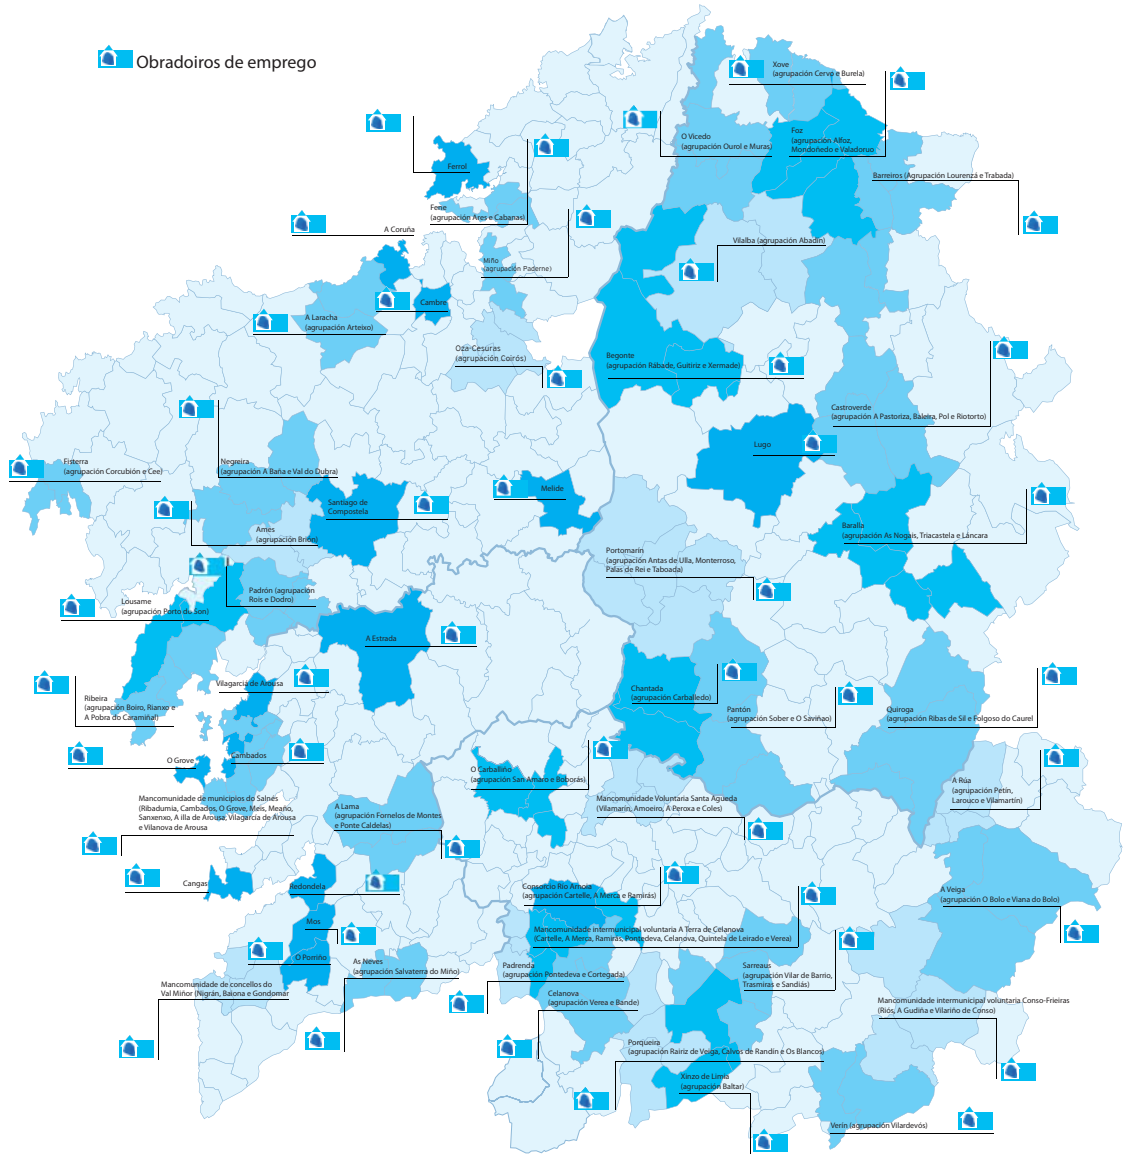 Obradoiros de emprego
Xove
(agrupación Cervo e Burela)
O Vicedo
(agrupación Ourol e Muras)
Foz
(agrupación Alfoz,
Mondoñedo e Valadoruo
Ferrol
Barreiros (Agrupación Lourenzá e Trabada)
Fene
(agrupación Ares e Cabanas)
A Coruña
Vilalba (agrupación Abadín)
Miño
(agrupación Paderne)
Cambre
A Laracha
(agrupación Arteixo)
Oza-Cesuras
(agrupación Coirós)
Begonte
(agrupación Rábade, Guitiriz e Xermade)
Castroverde
(agrupación A Pastoriza, Baleira, Pol e Riotorto)
Lugo
Fisterra
(agrupación Corcubión e Cee)
Negreira
(agrupación A Baña e Val do Dubra)
Melide
Santiago de
Compostela
Ames
(agrupación Brión)
Baralla
(agrupación As Nogais, Triacastela e Láncara
Portomarín
(agrupación Antas de Ulla, Monterroso,
Palas de Rei e Taboada)
Padrón (agrupación
Rois e Dodro)
Lousame
(agrupación Porto do Son)
A Estrada
Vilagarcía de Arousa
Chantada
(agrupación Carballedo)
Ribeira
(agrupación Boiro, Rianxo e
A Pobra do Caramiñal)
Pantón
(agrupación Sober e O Saviñao)
Quiroga
(agrupación Ribas de Sil e Folgoso do Caurel
O Grove
Cambados
O Carballiño
(agrupación San Amaro e Boborás)
A Rúa
(agrupación Petín,
Larouco e Vilamartín)
Mancomunidade de municipios do Salnés
(Ribadumia, Cambados, O Grove, Meis, Meaño,
Sanxenxo, A illa de Arousa, Vilagarcía de Arousa
e Vilanova de Arousa
A Lama
(agrupación Fornelos de Montes
e Ponte Caldelas)
Mancomunidade Voluntaria Santa Águeda
(Vilamarín, Amoeiro, A Peroxa e Coles)
Cangas
Redondela
Consorcio Río Arnoia
(agrupación Cartelle, A Merca e Ramirás)
A Veiga
(agrupación O Bolo e Viana do Bolo)
Mos
Mancomunidade intermunicipal voluntaria A Terra de Celanova
(Cartelle, A Merca, Ramirás, Pontedeva, Celanova, Quintela de Leirado e Verea)
O Porriño
As Neves
(agrupación Salvaterra do Miño)
Padrenda
(agrupación Pontedeva e Cortegada)
Sarreaus
(agrupación Vilar de Barrio,
Trasmiras e Sandiás)
Mancomunidade de concellos do
Val Miñor (Nigrán, Baiona e Gondomar
Celanova
(agrupación Verea e Bande)
Mancomunidade intermunicipal voluntaria Conso-Frieiras
(Riós, A Gudiña e Vilariño de Conso)
Porqueira
(agrupación Rairiz de Veiga, Calvos de Randín e Os Blancos)
Xinzo de Limia
(agrupación Baltar)
Verín (agrupación Vilardevós)